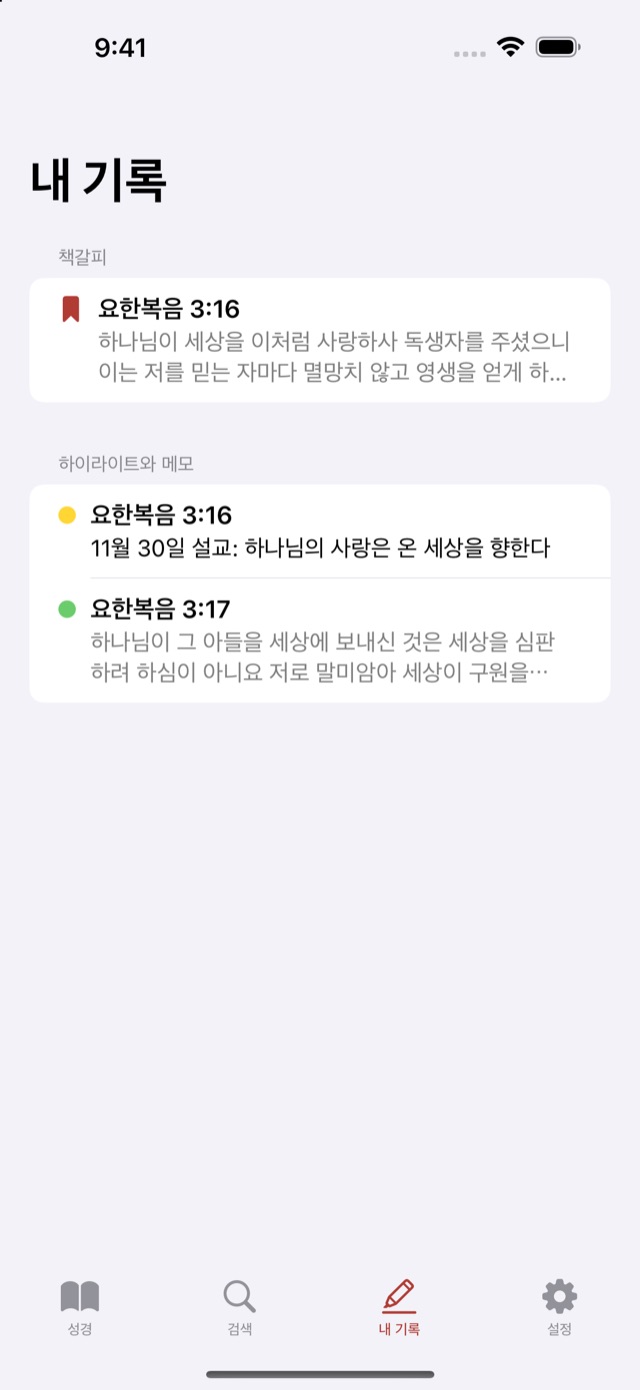 9:41
내 기록
책갈피
요한복음 3:16
하나님이 세상을 이처럼 사랑하사 독생자를 주셨으니
이는 저를 믿는 자마다 멸망치 않고 영생을 얻게 하...
하이라이트와 메모
요한복음 3:16
11월 30일 설교: 하나님의 사랑은 온 세상을 향한다
요한복음 3:17
하나님이 그 아들을 세상에 보내신 것은 세상을 심판
하려 하심이 아니요 저로 말미암아 세상이 구원을…
성경
검색
내 기록
설정